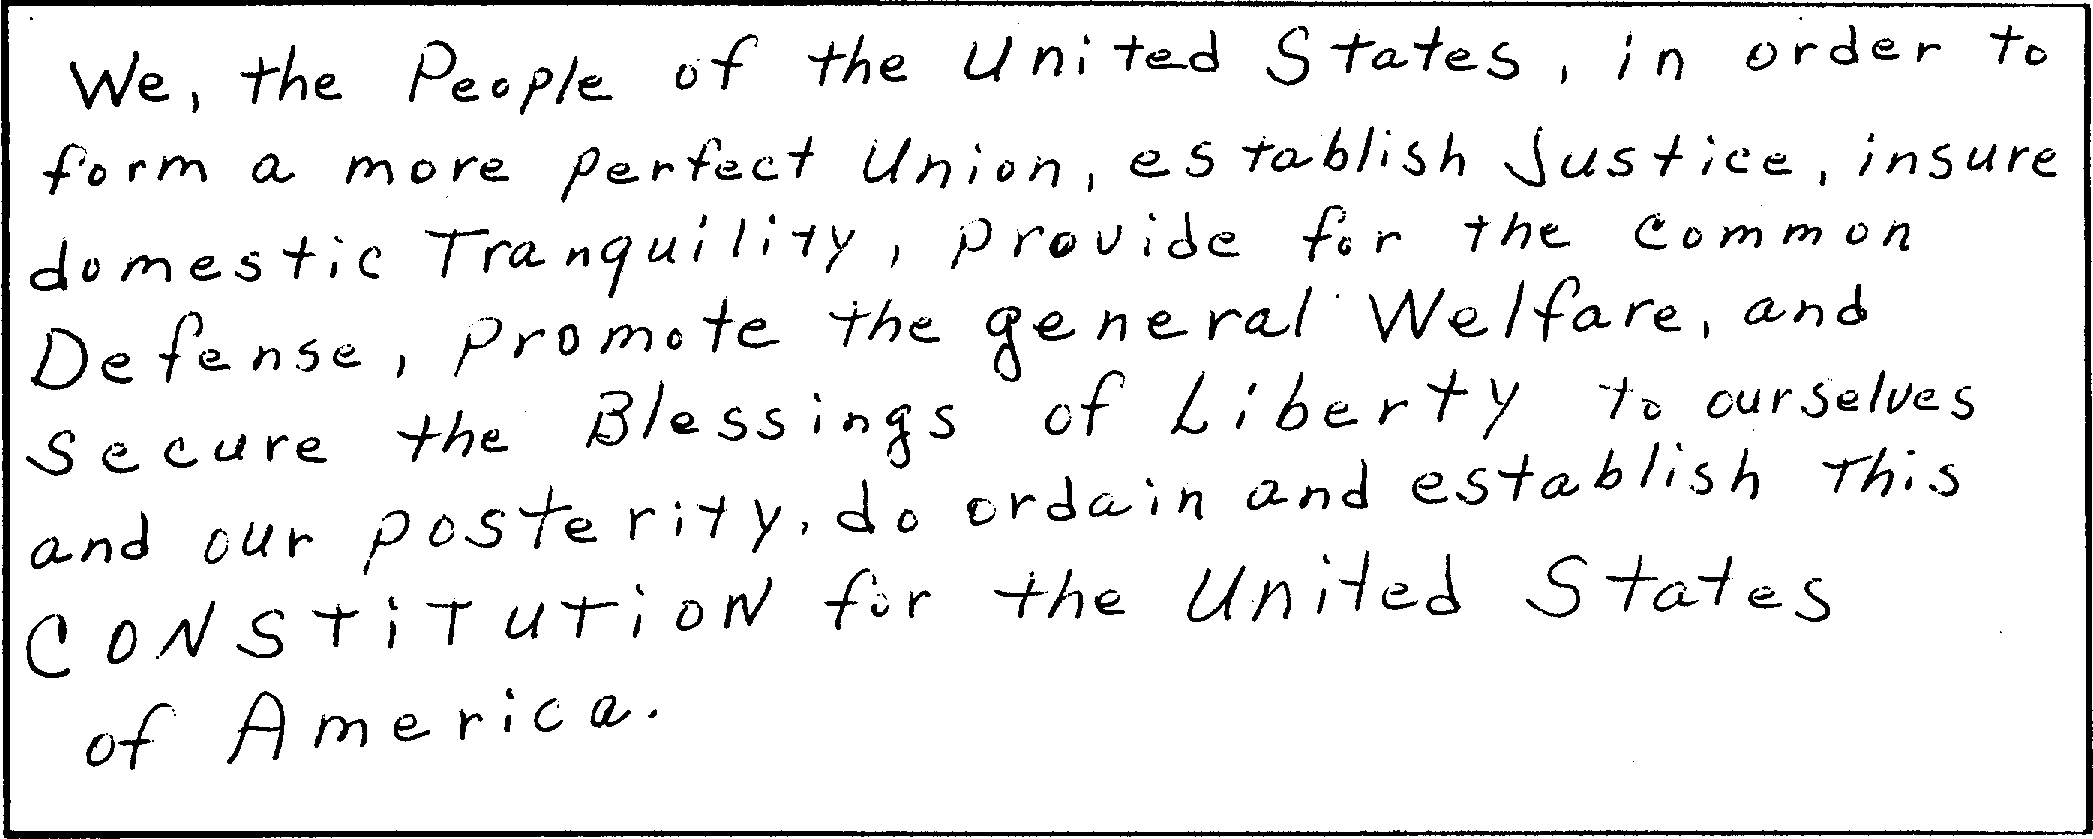 We, the People of the United States, in order to
form a more perfect Union, establish Justice, insure
domestic Tranquility, provide for the common
Defense, promote the general Welfare, and
secure the Blessings of Liberty to ourselves
and our posterity, do ordain and establish this
CONSTITUTION for the United States
of America.